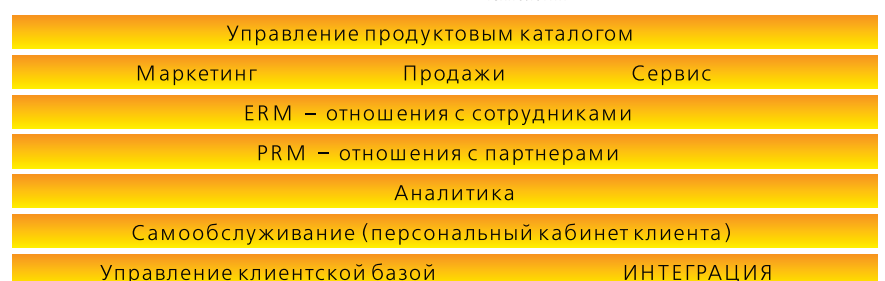 Управление продуктовым каталогом
Маркетинг Продажи Сервис
ERM – отношения с сотрудниками
PRM – отношения с партнерами
Аналитика
Самообслуживание (персональный кабинет клиента)
Управление клиентской базой ИНТЕГРАЦИЯ